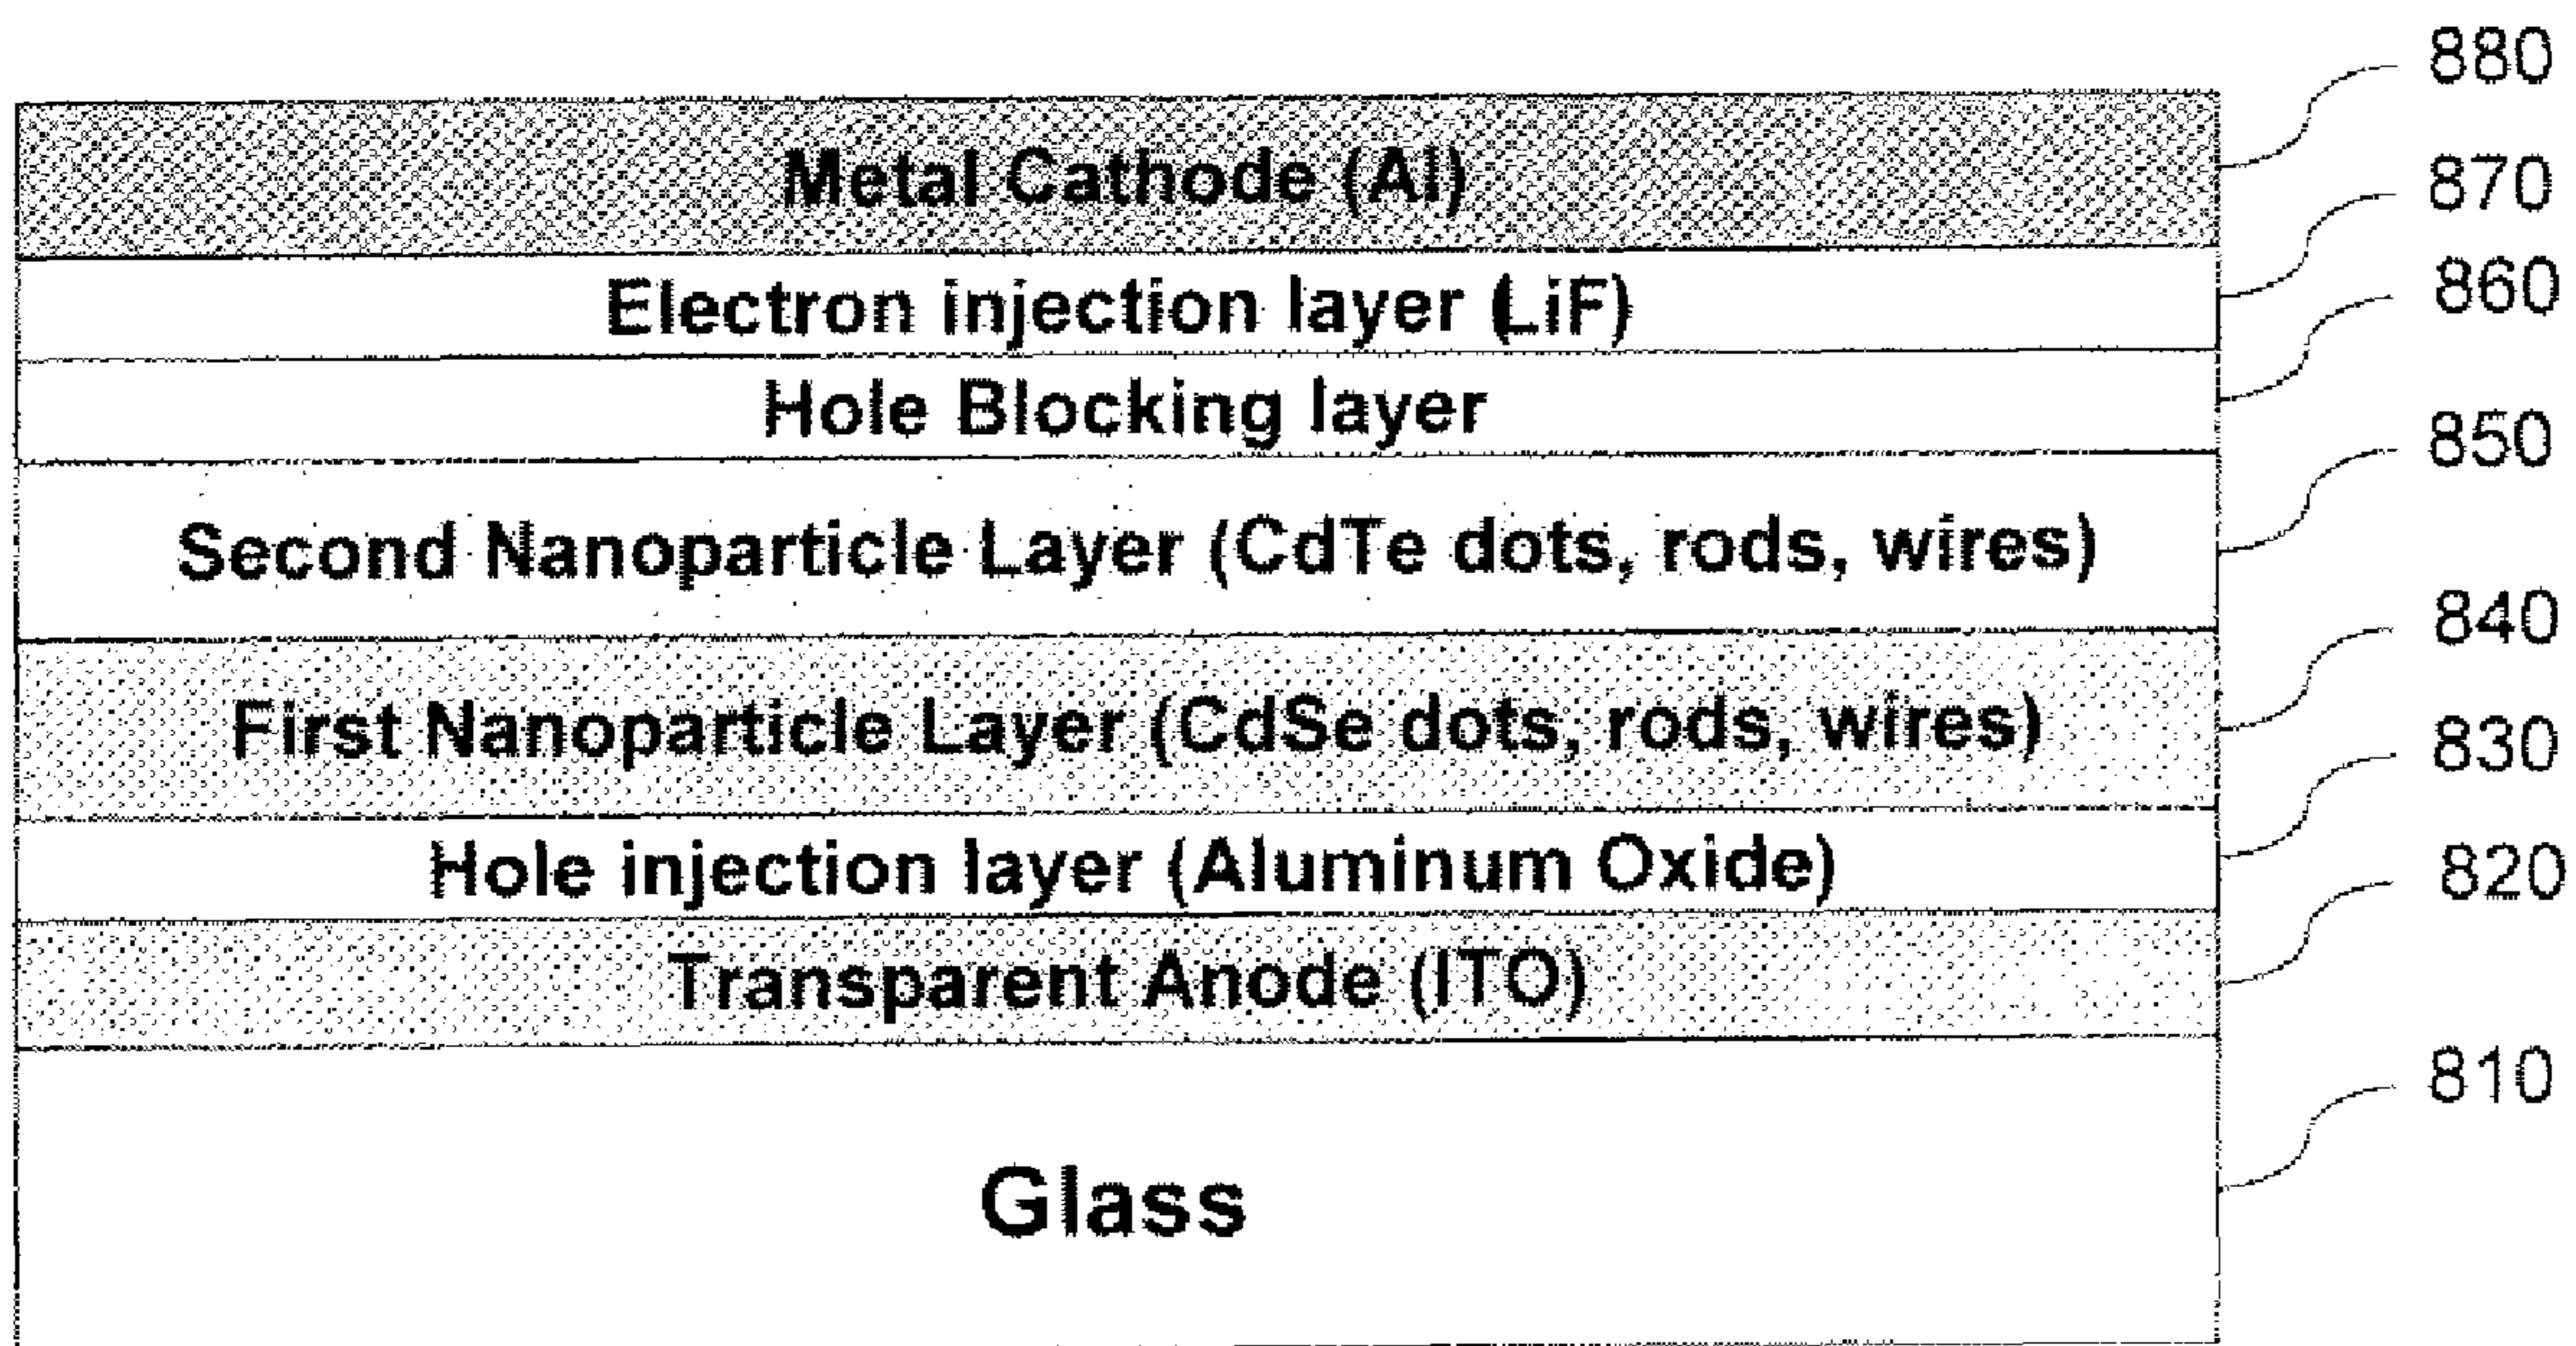 880
Metal Cathode (Al)
870
Electron injection layer (LiF)
860
Hole Blocking layer
850
Second Nanoparticle Layer (CdTe dots, rods, wires)
840
First Nanoparticle Layer (CdSe dots, rods, wires)
830
Hole injection layer (Aluminum Oxide)
820
Transparent Anode (ITO)
810
Glass